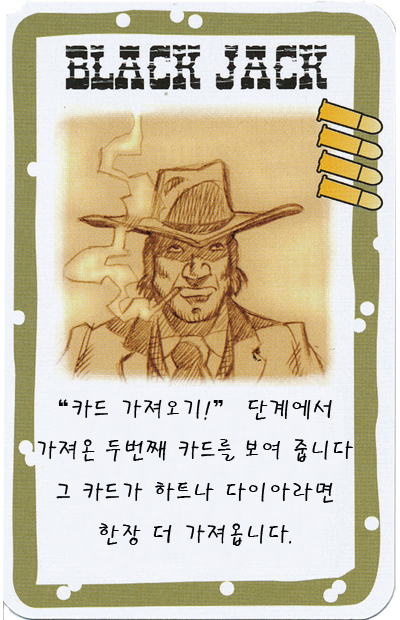 BLACK JACK
“카드 가져오기!” 단계에서
가져온 두번째 카드를 보여 줍니다
그 카드가 하트나 다이아라면
한장 더 가져옵니다.